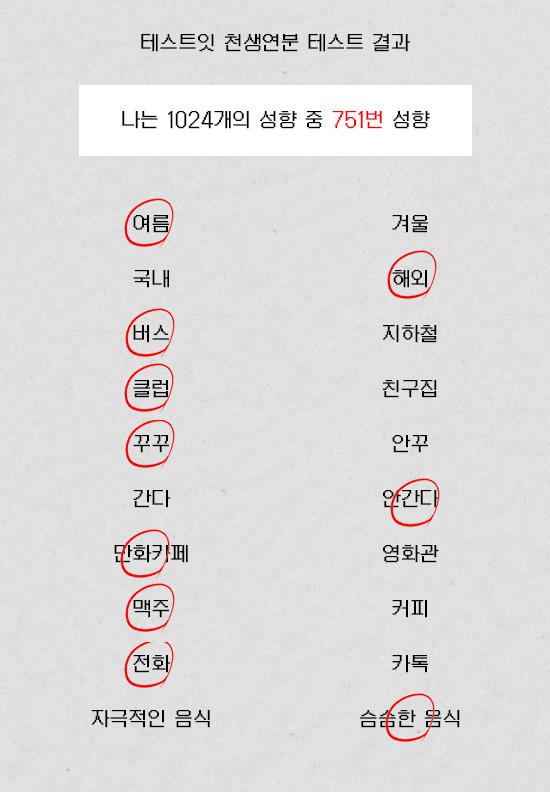 테스트잇 천생연분 테스트 결과
나는 1024개의 성향 중 751번 성향
여름 겨울
국내 해외
버스 지하철
클럽 친구집
꾸꾸 안꾸
간다 안간다
만화카페 영화관
맥주 커피
전화 카톡
자극적인 음식 슴슴한 음식